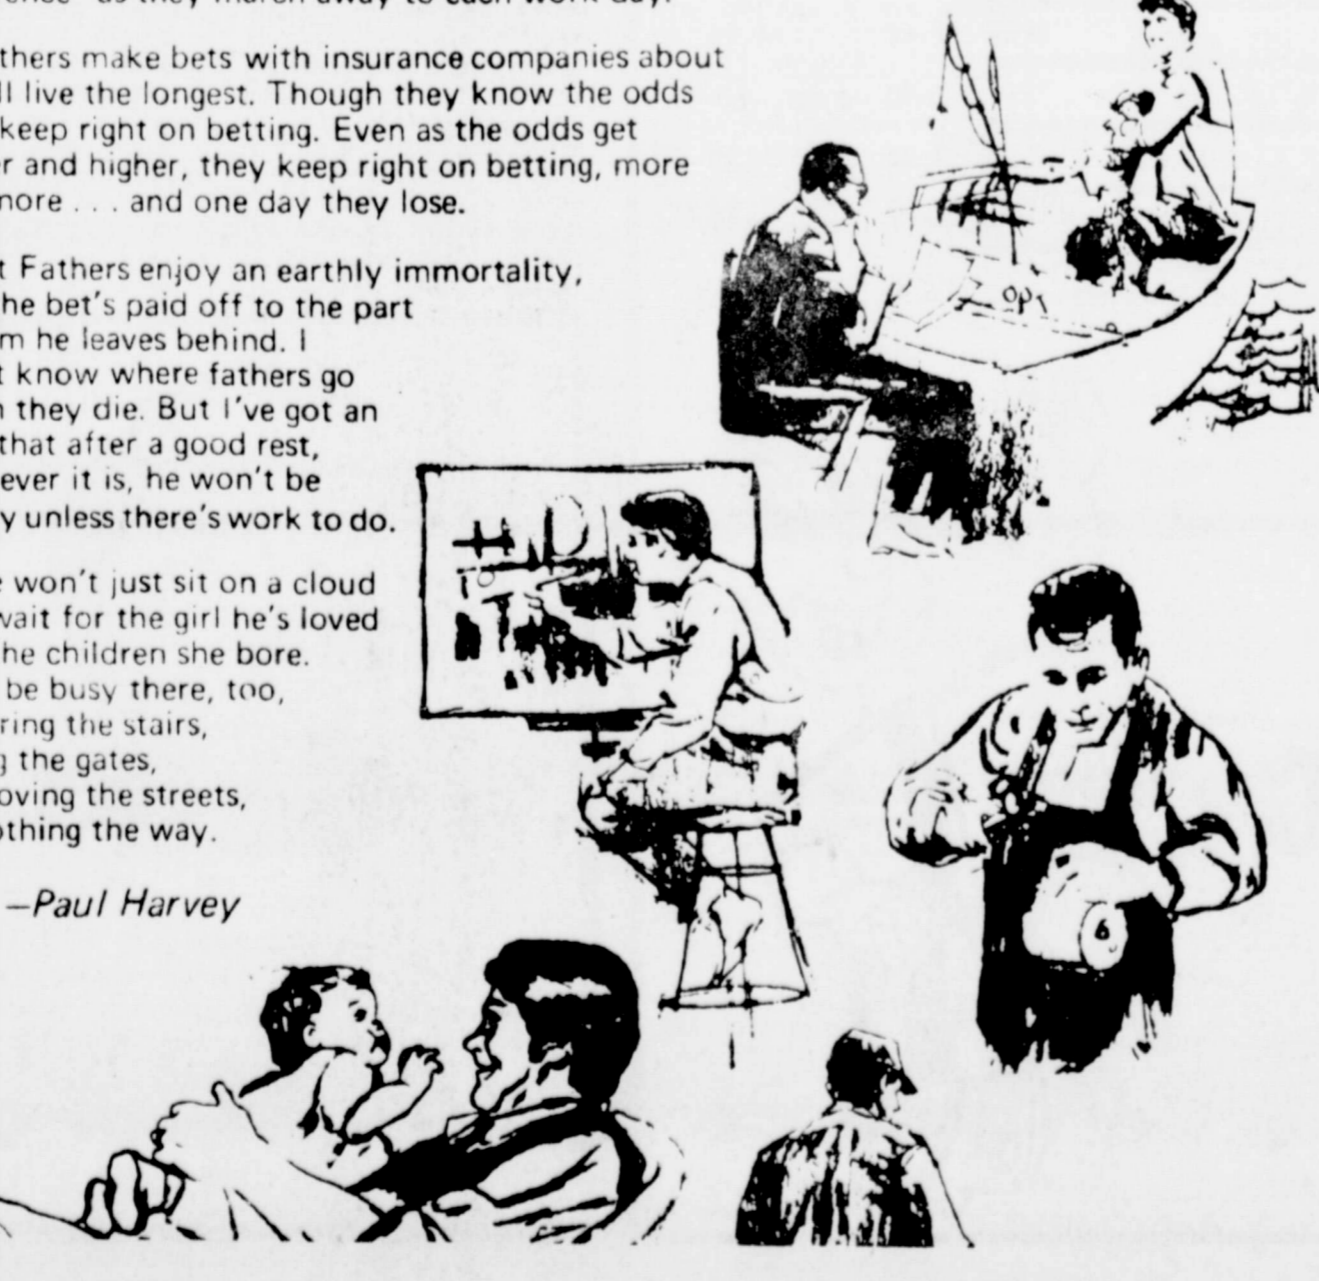 as they march away to each work day.
thers make bets with insurance companies about
ll live the longest. Though they know the odds
keep right on betting. Even as the odds get
r and higher, they keep right on betting, more
nore . . . and one day they lose.
t Fathers enjoy an earthly immortality,
he bet's paid off to the part
m he leaves behind. I
t know where fathers go
n they die. But I've got an
that after a good rest,
ever it is, he won't be
y unless there's work to do.
e won't just sit on a cloud
wait for the girl he's loved
he children she bore.
be busy there, too,
ring the stairs,
g the gates,
oving the streets,
othing the way.
—Paul Harvey
6